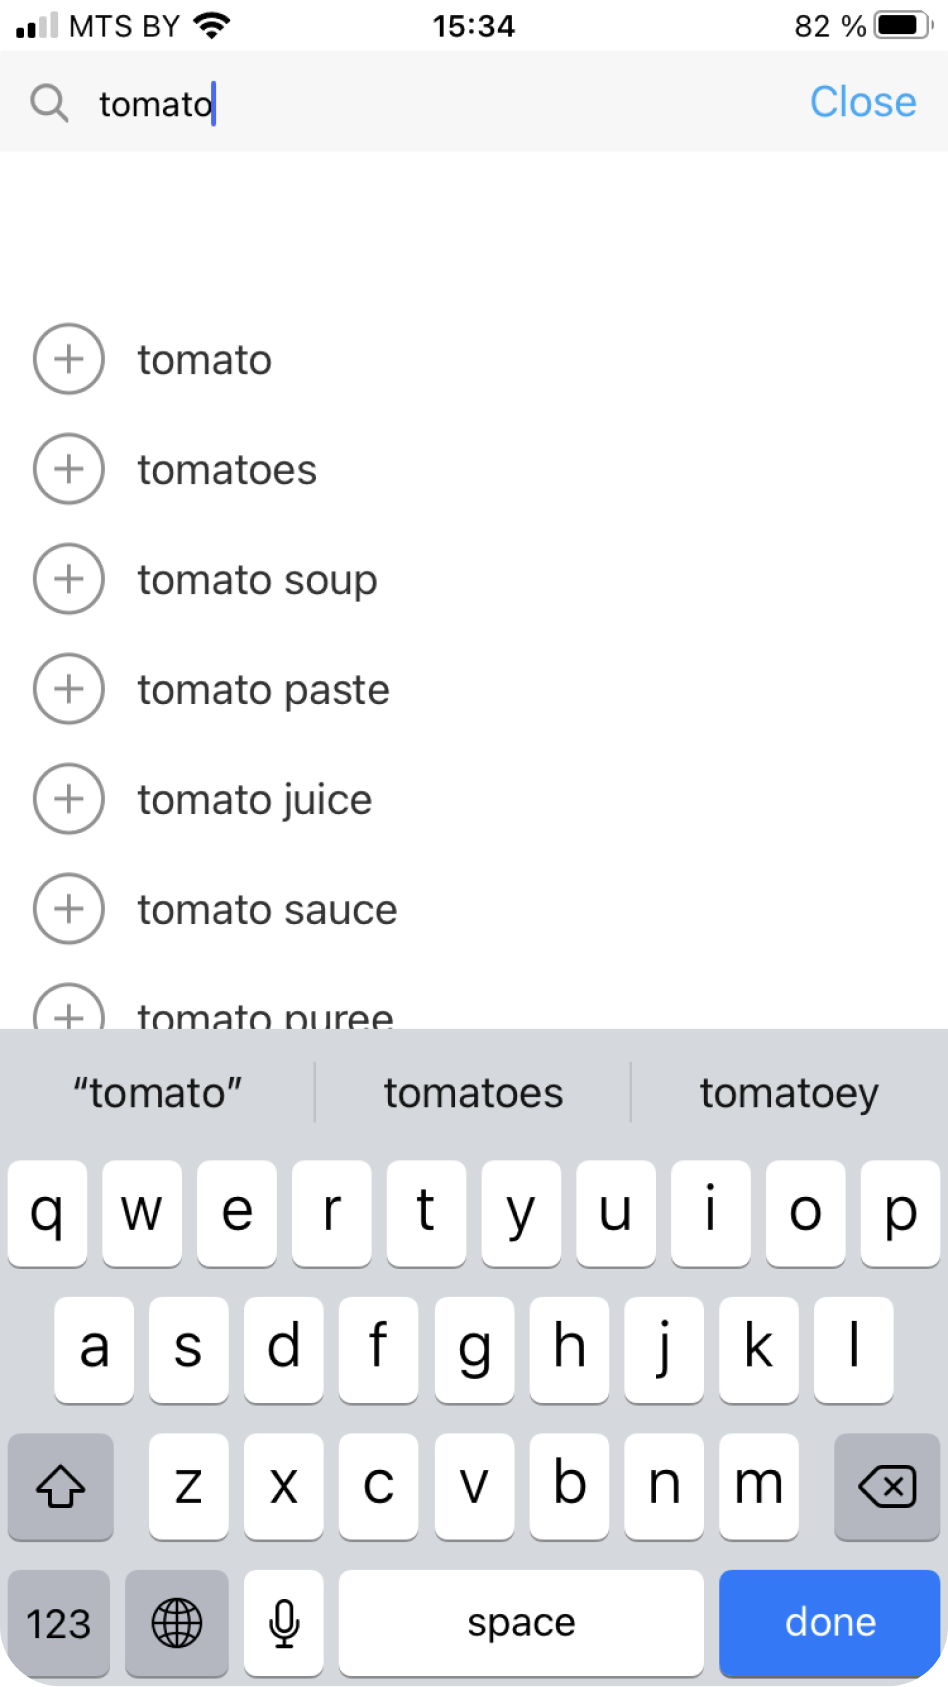 MTS BY 15:34 82 %
tomato Close
tomato
tomatoes
tomato soup
tomato paste
tomato juice
tomato sauce
tomato puree
“tomato” tomatoes tomatoey
q w e r t y u i o p
a s d f g h j k l
z x c v b n m
123 space done